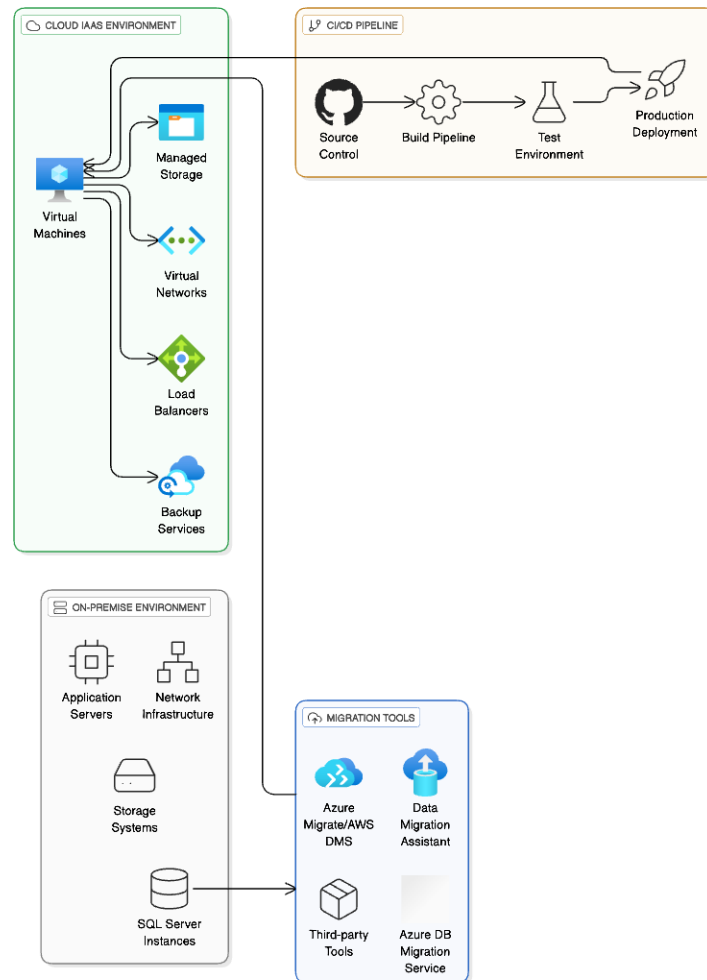 CLOUD IAAS ENVIRONMENT
Managed
Storage
Virtual
Machines
Virtual
Networks
Load
Balancers
Backup
Services
CI/CD PIPELINE
Source
Control
Build Pipeline
Test
Environment
Production
Deployment
ON-PREMISE ENVIRONMENT
Application
Servers
Network
Infrastructure
Storage
Systems
SQL Server
Instances
MIGRATION TOOLS
Azure
Migrate/AWS
DMS
Data
Migration
Assistant
Third-party
Tools
Azure DB
Migration
Service